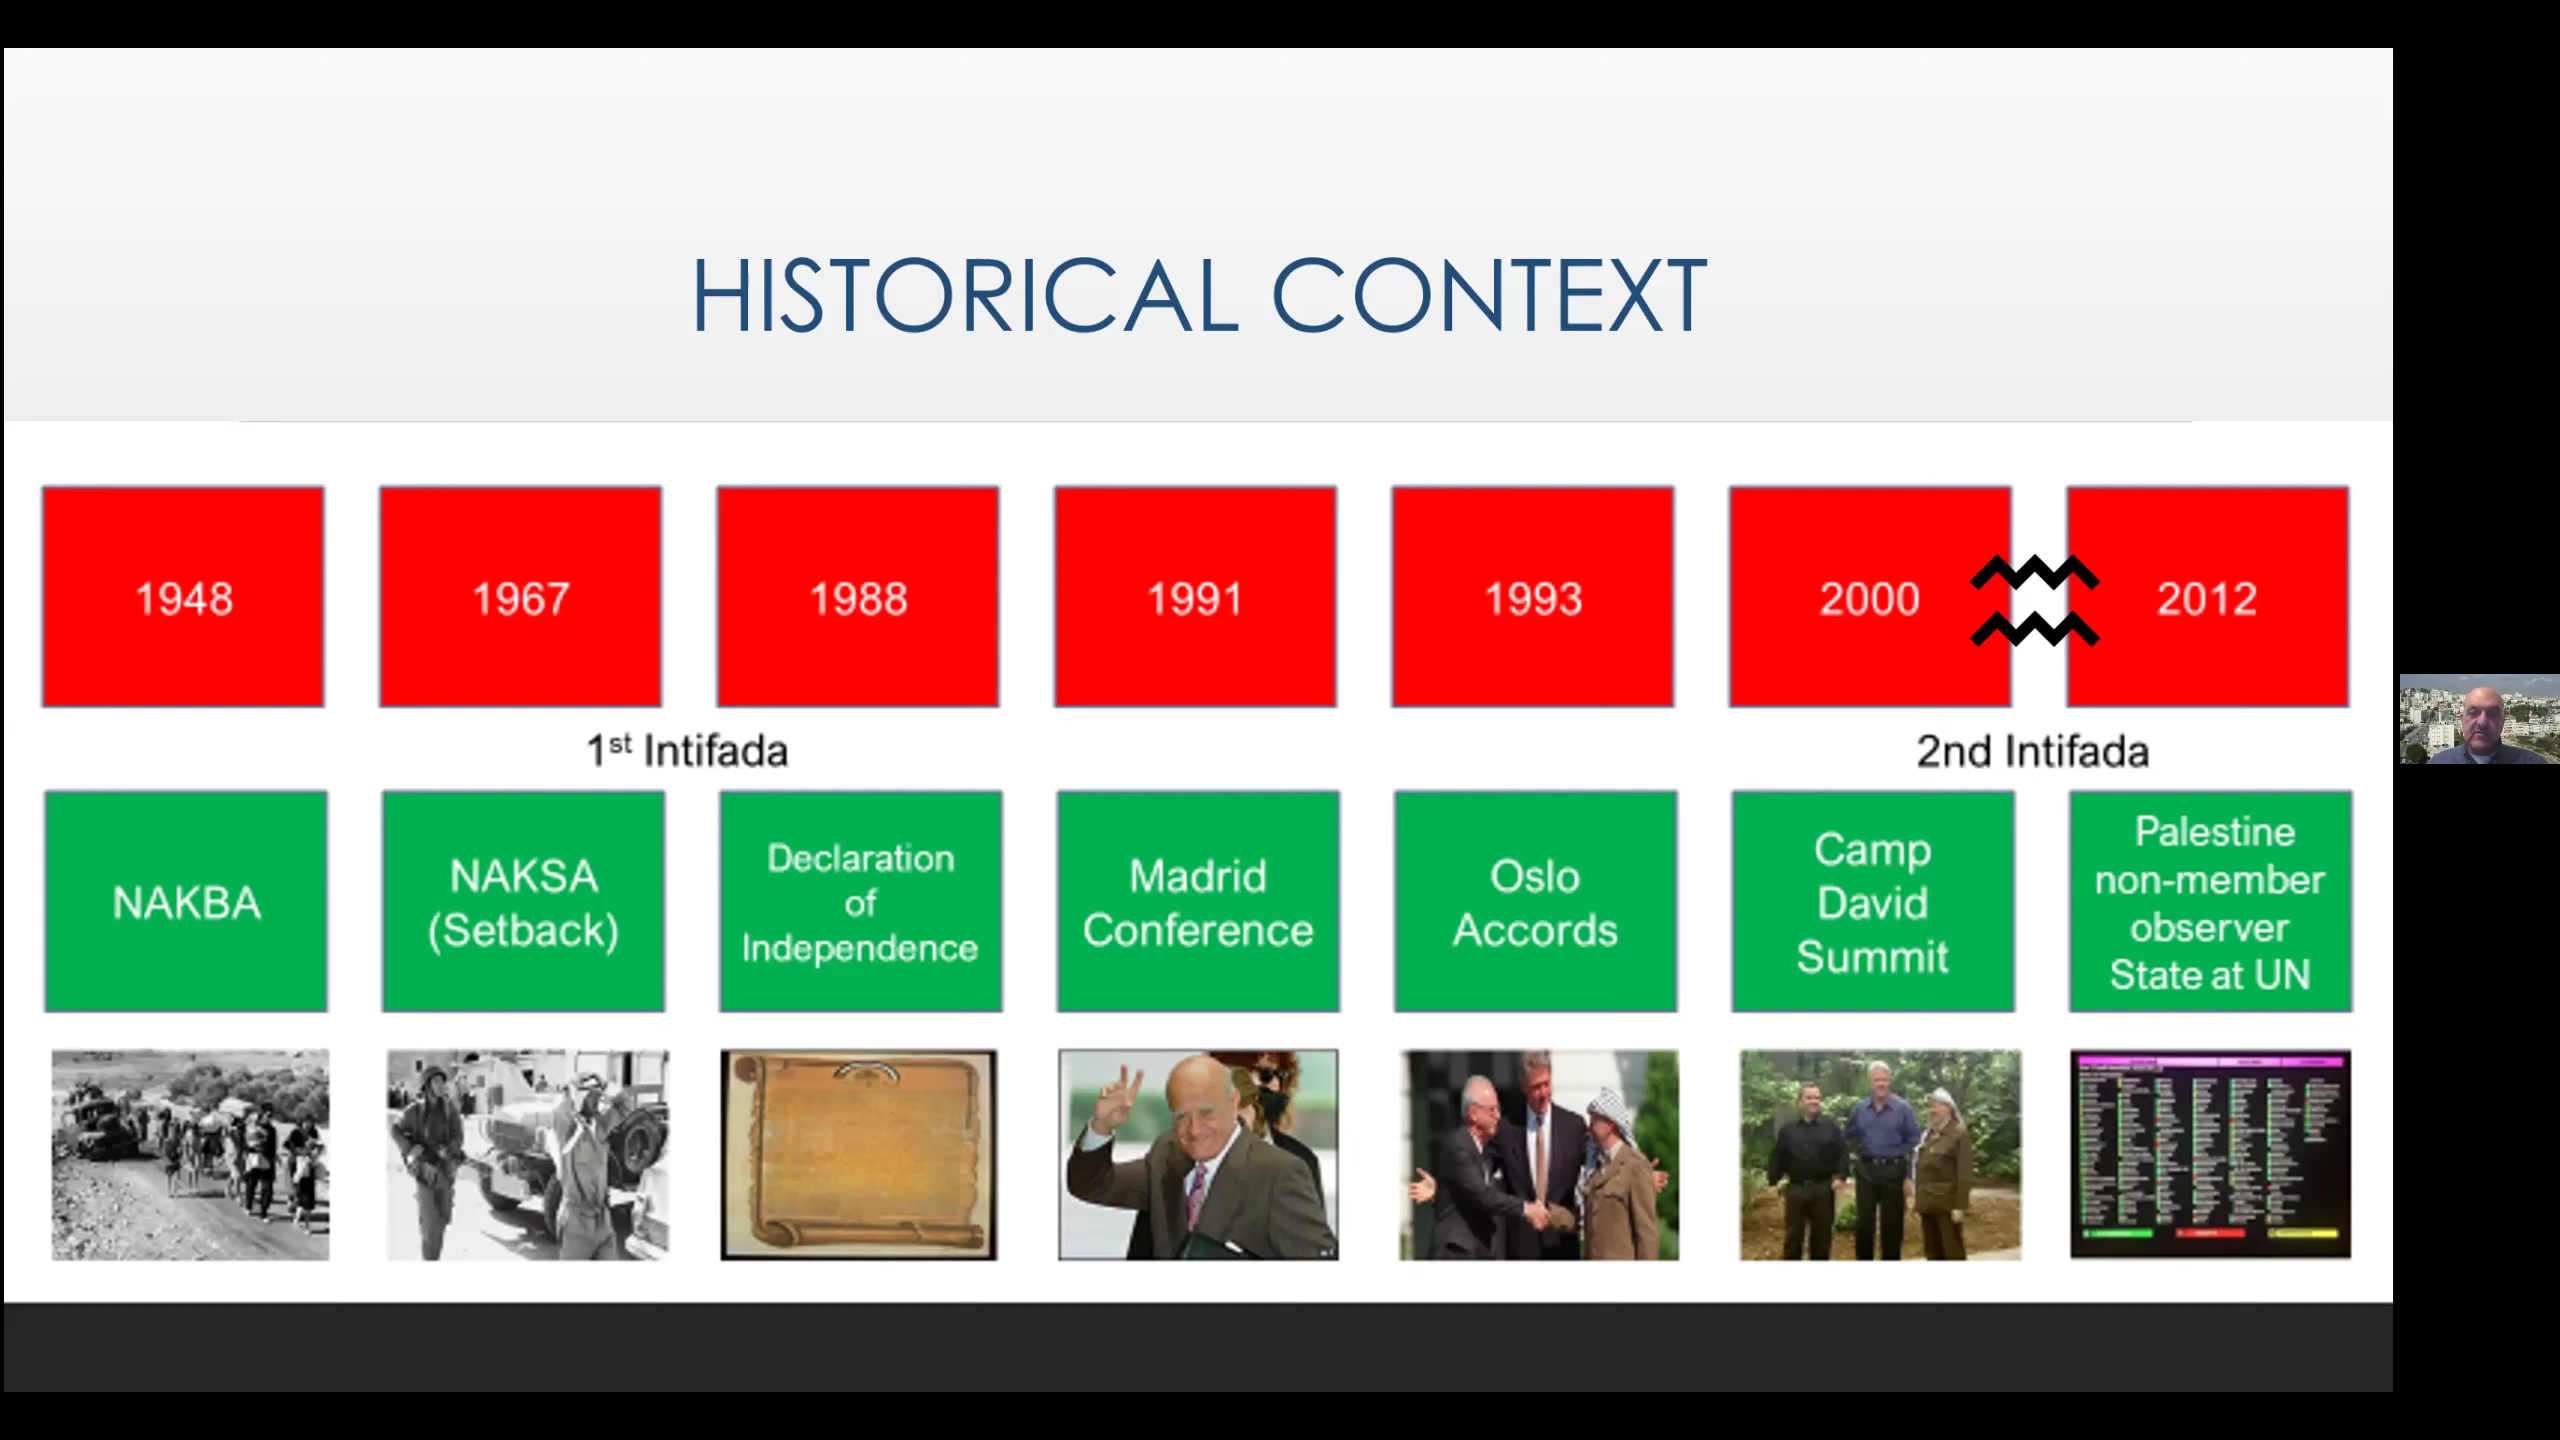 HISTORICAL CONTEXT
1948
1967
1988
1991
1993
2000
2012
1st Intifada
2nd Intifada
NAKBA
NAKSA
(Setback)
Declaration
of
Independence
Madrid
Conference
Oslo
Accords
Camp
David
Summit
Palestine
non-member
observer
State at UN